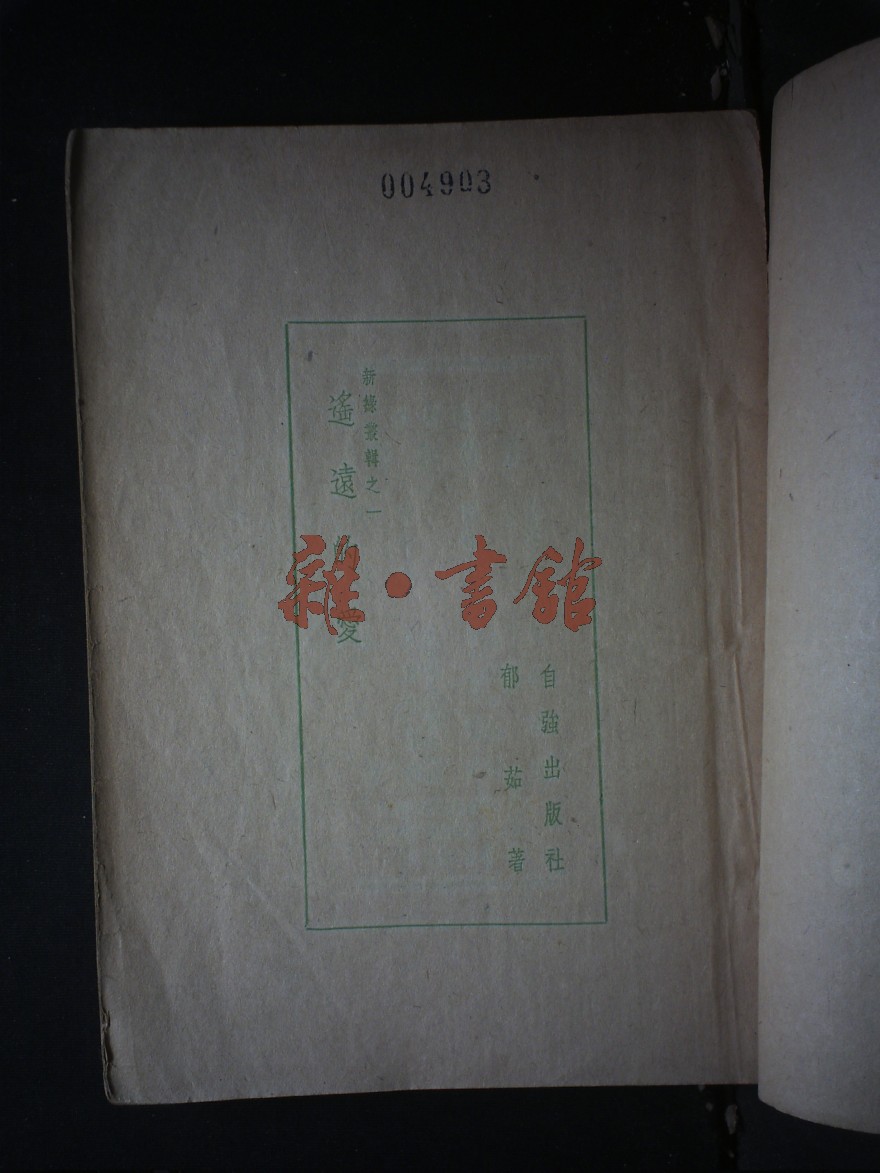 004903
自強出版社
郁茹著
新綠叢輯之一
遙遠愛
雜·書館